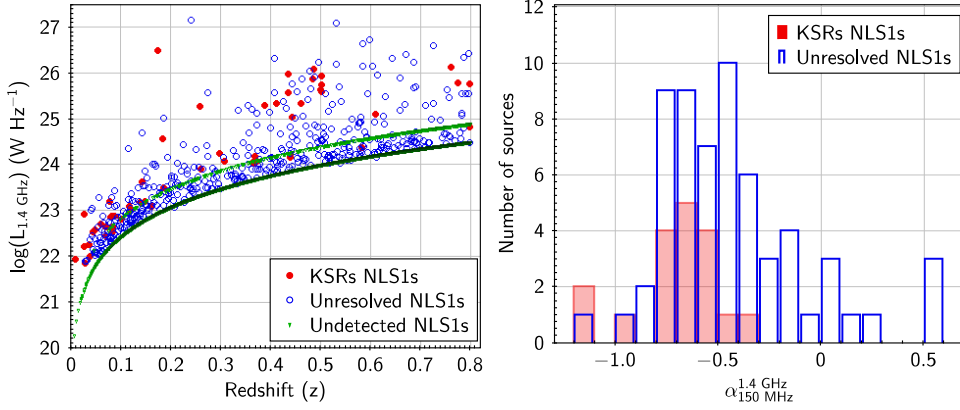 log(L1.4 GHz) (W Hz−1)
27
26
25
24
23
22
21
20
KSRs NLS1s
Unresolved NLS1s
Undetected NLS1s
0 0.1 0.2 0.3 0.4 0.5 0.6 0.7 0.8
Redshift (z)
Number of sources
12
10
8
6
4
2
0
KSRs NLS1s
Unresolved NLS1s
−1.0 −0.5 0 0.5
α1.4 GHz 150 MHz